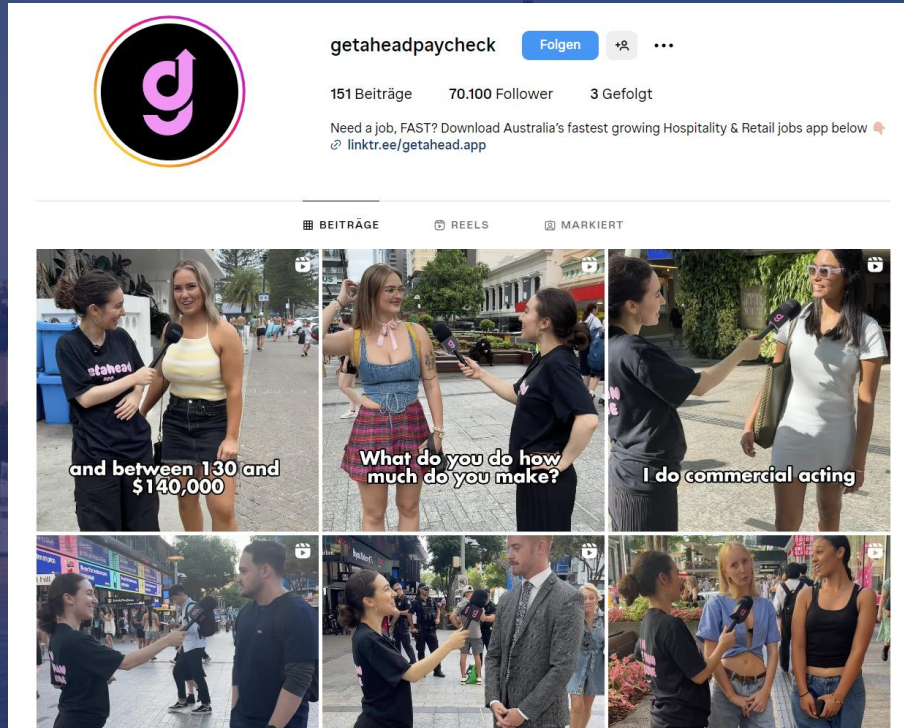 getaheadpaycheck Folgen
151 Beiträge 70.100 Follower 3 Gefolgt
Need a job, FAST? Download Australia's fastest growing Hospitality & Retail jobs app below 👇🏼
linktr.ee/getahead.app
BEITRÄGE REELS MARKIERT
etahead
app
and between 130 and
$140,000
What do you do how
much do you make?
I do commercial acting